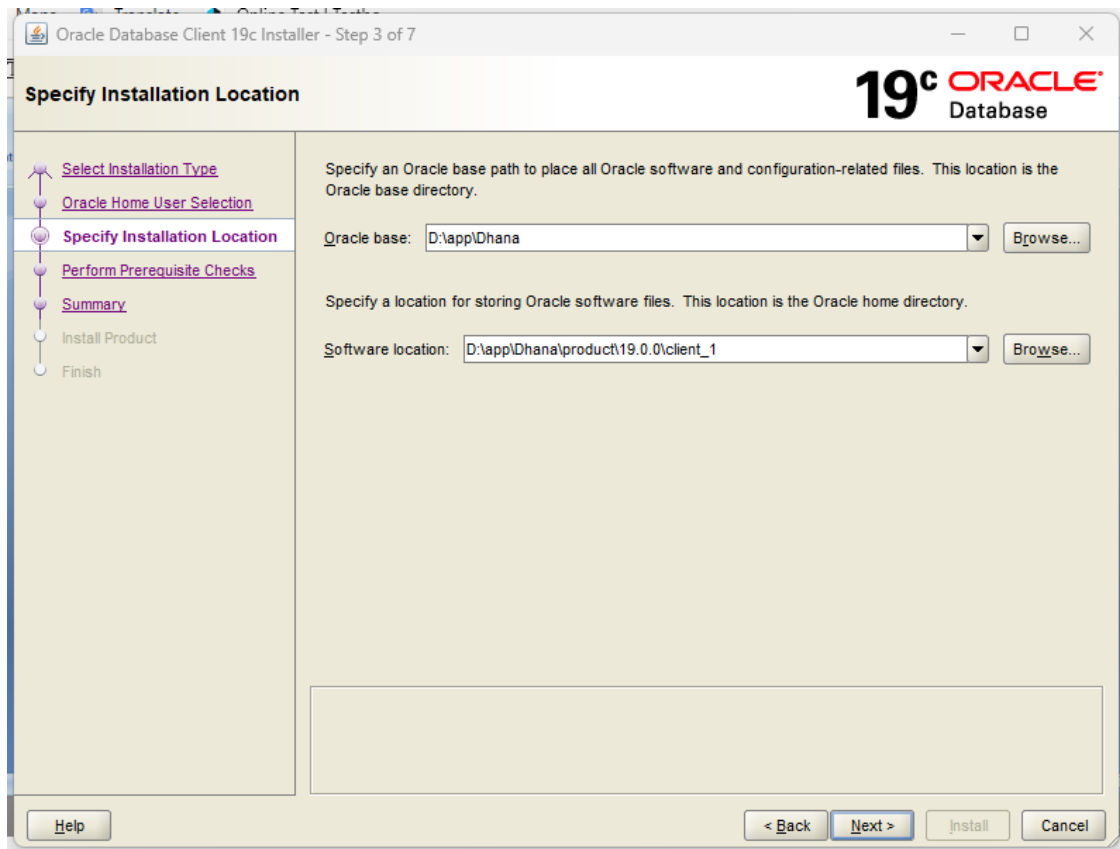 Oracle Database Client 19c Installer - Step 3 of 7
Specify Installation Location
19c ORACLE
Database
Select Installation Type
Oracle Home User Selection
Specify Installation Location
Perform Prerequisite Checks
Summary
Install Product
Finish
Specify an Oracle base path to place all Oracle software and configuration-related files. This location is the
Oracle base directory.
Oracle base: D:\app\Dhana Browse...
Specify a location for storing Oracle software files. This location is the Oracle home directory.
Software location: D:\app\Dhana\product\19.0.0\client_1 Browse...
Help < Back Next > Install Cancel